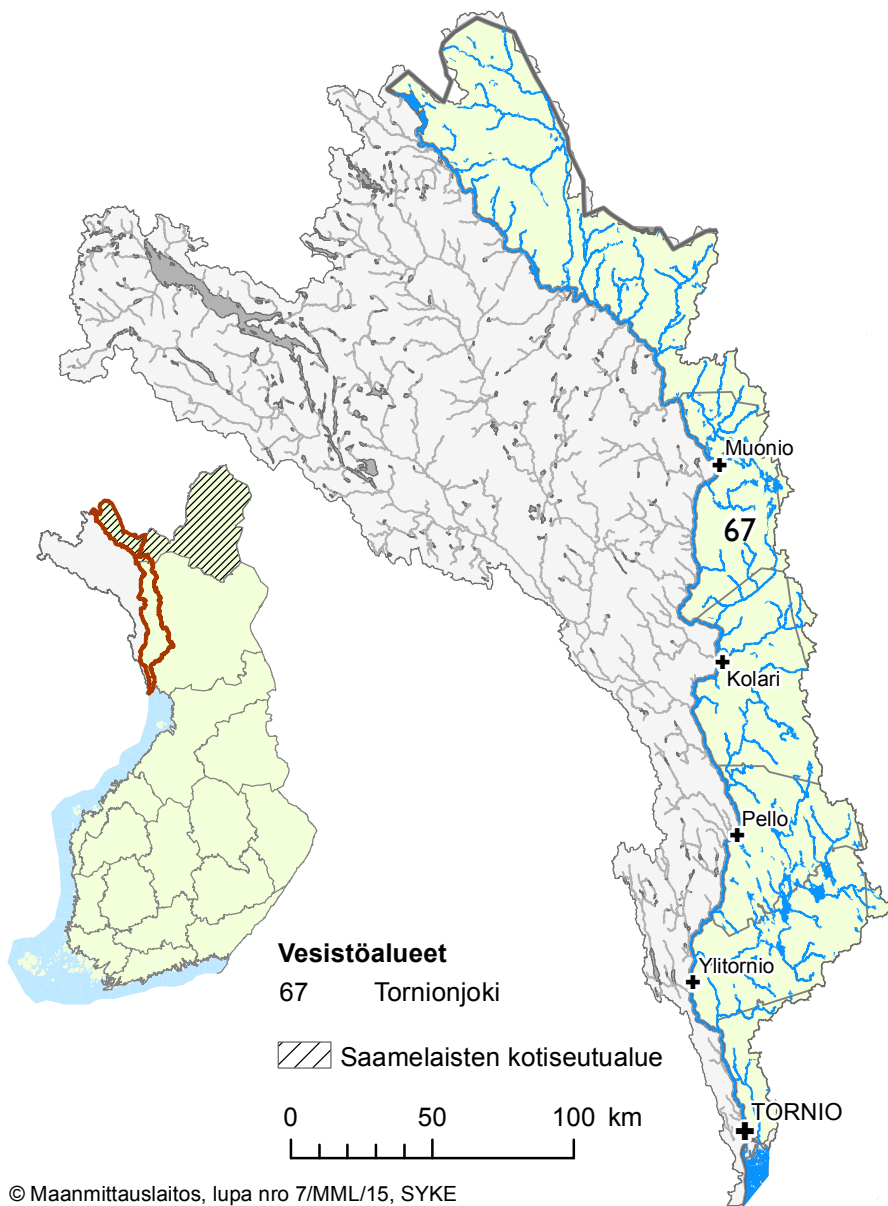 Muonio
67
Kolari
Pello
Ylitornio
TORNIO
Vesistöalueet
67 Tornionjoki
Saamelaisten kotiseutualue
0 50 100 km
© Maanmittauslaitos, lupa nro 7/MML/15, SYKE